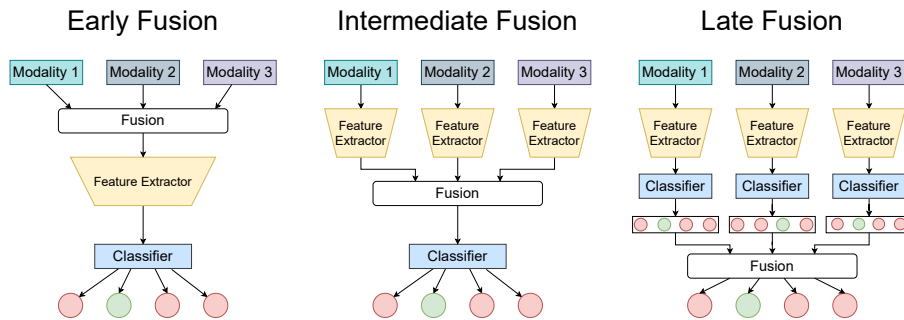 Early Fusion
Modality 1
Modality 2
Modality 3
Fusion
Feature Extractor
Classifier
Intermediate Fusion
Modality 1
Modality 2
Modality 3
Feature
Extractor
Feature
Extractor
Feature
Extractor
Fusion
Classifier
Late Fusion
Modality 1
Modality 2
Modality 3
Feature
Extractor
Feature
Extractor
Feature
Extractor
Classifier
Classifier
Classifier
Fusion